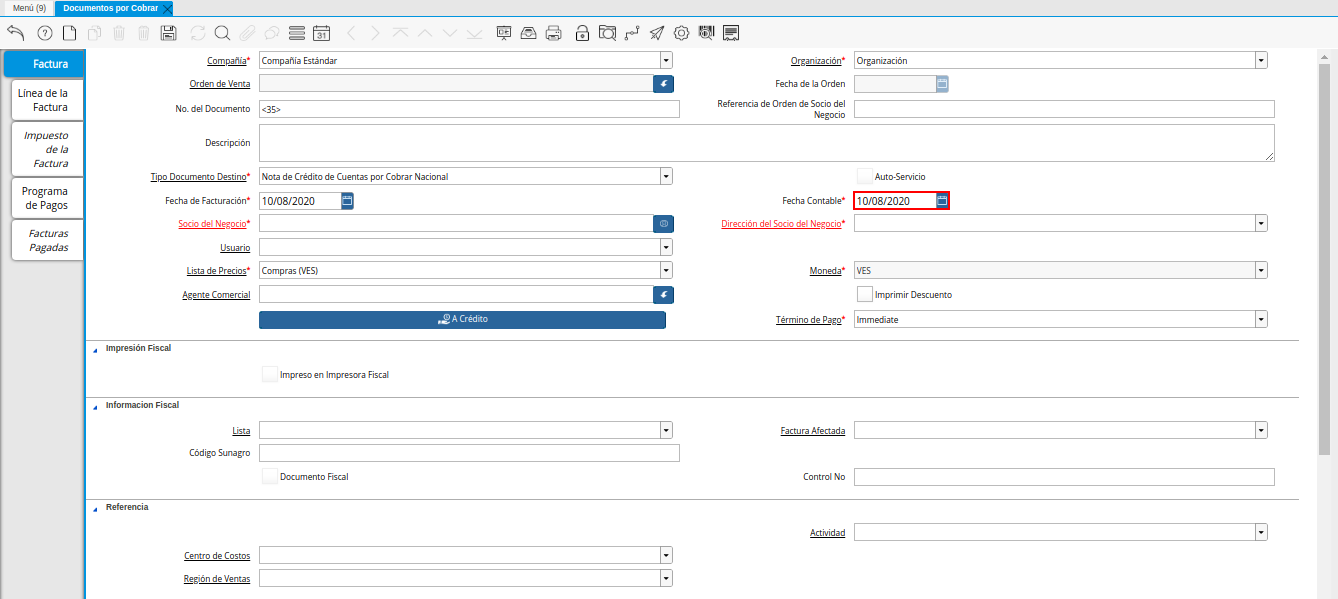 Menú (9) Documentos por Cobrar
31
Factura
Línea de la
Factura
Impuesto
de la
Factura
Programa
de Pagos
Facturas
Pagadas
Compañía* Compañía Estándar Organización* Organización
Orden de Venta Fecha de la Orden
No. del Documento <35> Referencia de Orden de Socio del
Negocio
Descripción
Tipo Documento Destino* Nota de Crédito de Cuentas por Cobrar Nacional Auto-Servicio
Fecha de Facturación* 10/08/2020 Fecha Contable* 10/08/2020
Socio del Negocio* Dirección del Socio del Negocio*
Usuario
Lista de Precios* Compras (VES) Moneda* VES
Agente Comercial Imprimir Descuento
A Crédito Término de Pago* Immediate
Impresión Fiscal
Impreso en Impresora Fiscal
Informacion Fiscal
Lista Factura Afectada
Código Sunagro
Documento Fiscal Control No
Referencia
Actividad
Centro de Costos
Región de Ventas